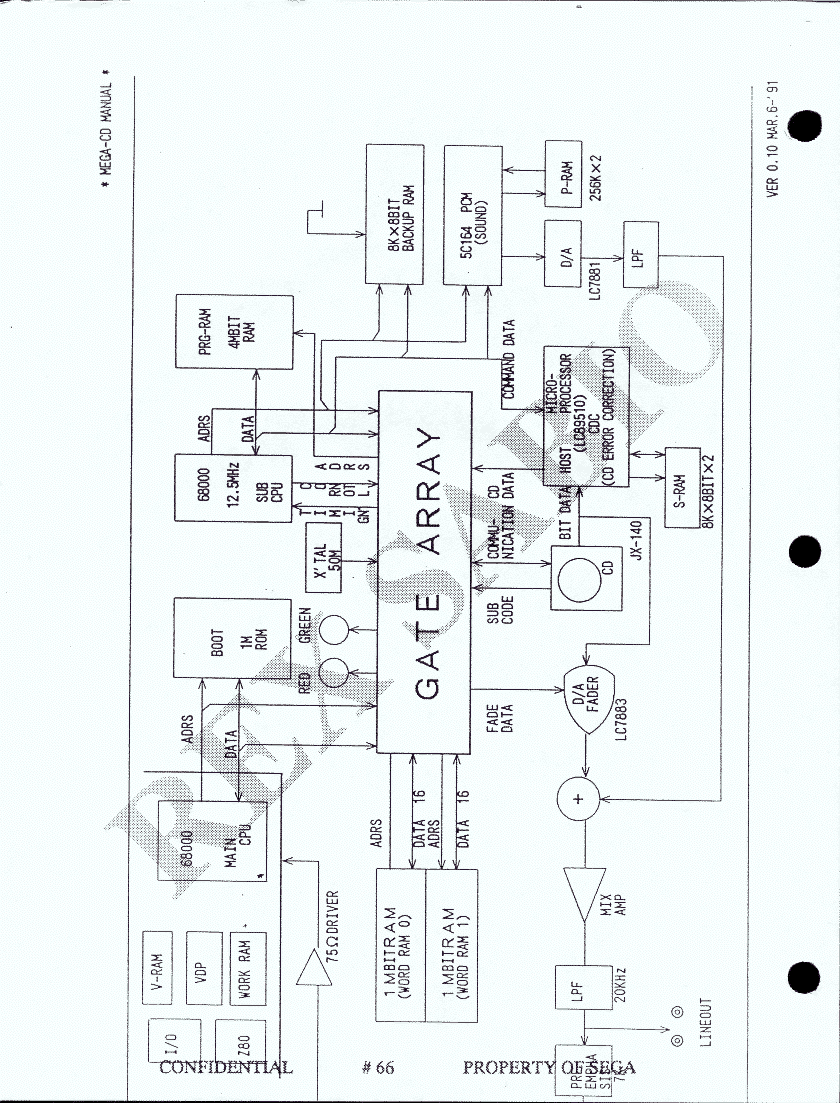 * MEGA-CD MANUAL *
VER 0.10 MAR.6-'91
I/O
Z80
V-RAM
VDP
WORK RAM
68000
MAIN
CPU
*
ADRS
DATA
BOOT
1M
ROM
68000
12.5MHz
SUB
CPU
ADRS
DATA
PRG-RAM
4MBIT
RAM
75ΩDRIVER
RED
GREEN
X'TAL
50M
TIMING
CONTROL
ADRS
8K×8BIT
BACKUP RAM
1 MBITRAM
(WORD RAM 0)
1 MBITRAM
(WORD RAM 1)
ADRS
DATA 16
ADRS
DATA 16
GATE ARRAY
5C164 PCM
(SOUND)
P-RAM
256K×2
D/A
LC7881
LPF
FADE
DATA
SUB
CODE
COMMU-
NICATION
CD
DATA
COMMAND DATA
MICRO-
PROCESSOR
HOST (LC89510)
CDC
(CD ERROR CORRECTION)
S-RAM
8K×8BIT×2
BIT DATA
CD
JX-140
D/A
FADER
LC7883
+
MIX
AMP
LPF
20KHz
LINEOUT
CONFIDENTIAL
# 66
PROPERTY OF SEGA